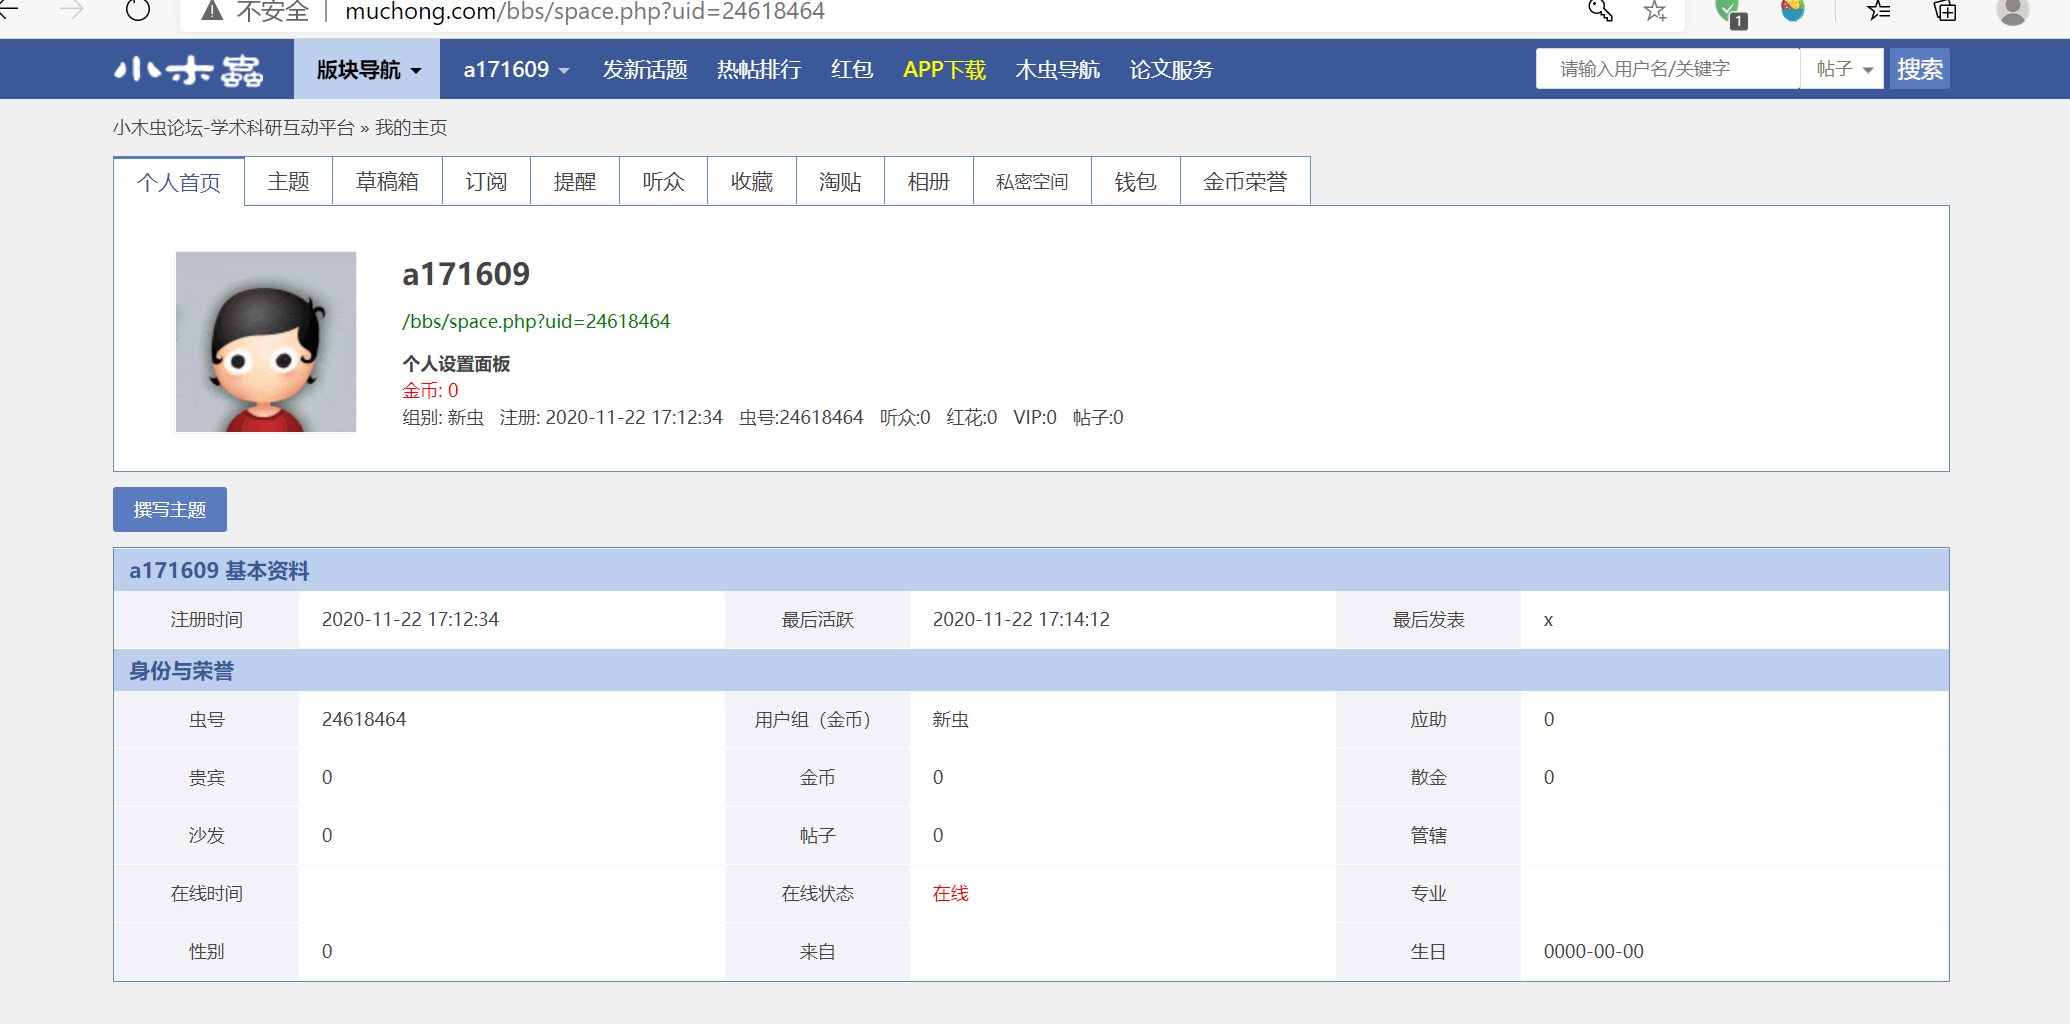 不安全 | muchong.com/bbs/space.php?uid=24618464
1
小木蟲 版块导航 a171609 发新话题 热帖排行 红包 APP下载 木虫导航 论文服务 请输入用户名/关键字 帖子 搜索
小木虫论坛-学术科研互动平台 » 我的主页
个人首页 主题 草稿箱 订阅 提醒 听众 收藏 淘贴 相册 私密空间 钱包 金币荣誉
a171609
/bbs/space.php?uid=24618464
个人设置面板
金币: 0
组别: 新虫 注册: 2020-11-22 17:12:34 虫号:24618464 听众:0 红花:0 VIP:0 帖子:0
撰写主题
a171609 基本资料
注册时间 2020-11-22 17:12:34 最后活跃 2020-11-22 17:14:12 最后发表 x
身份与荣誉
虫号 24618464 用户组（金币） 新虫 应助 0
贵宾 0 金币 0 散金 0
沙发 0 帖子 0 管辖
在线时间 在线状态 在线 专业
性别 0 来自 生日 0000-00-00